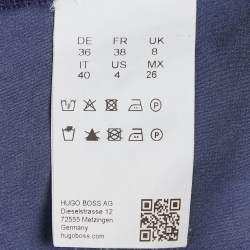 DE FR UK
36 38 8
IT US MX
40 4 26
HUGO BOSS AG
Dieselstrasse 12
72555 Metzingen
Germany
hugoboss.com